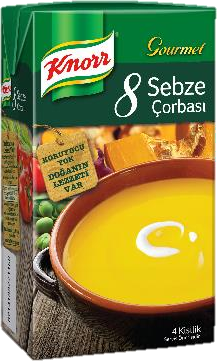 Knorr
Gourmet
8 Sebze
Çorbası
KORUYUCU
YOK
DOĞANIN
LEZZETİ
VAR
4 Kişilik